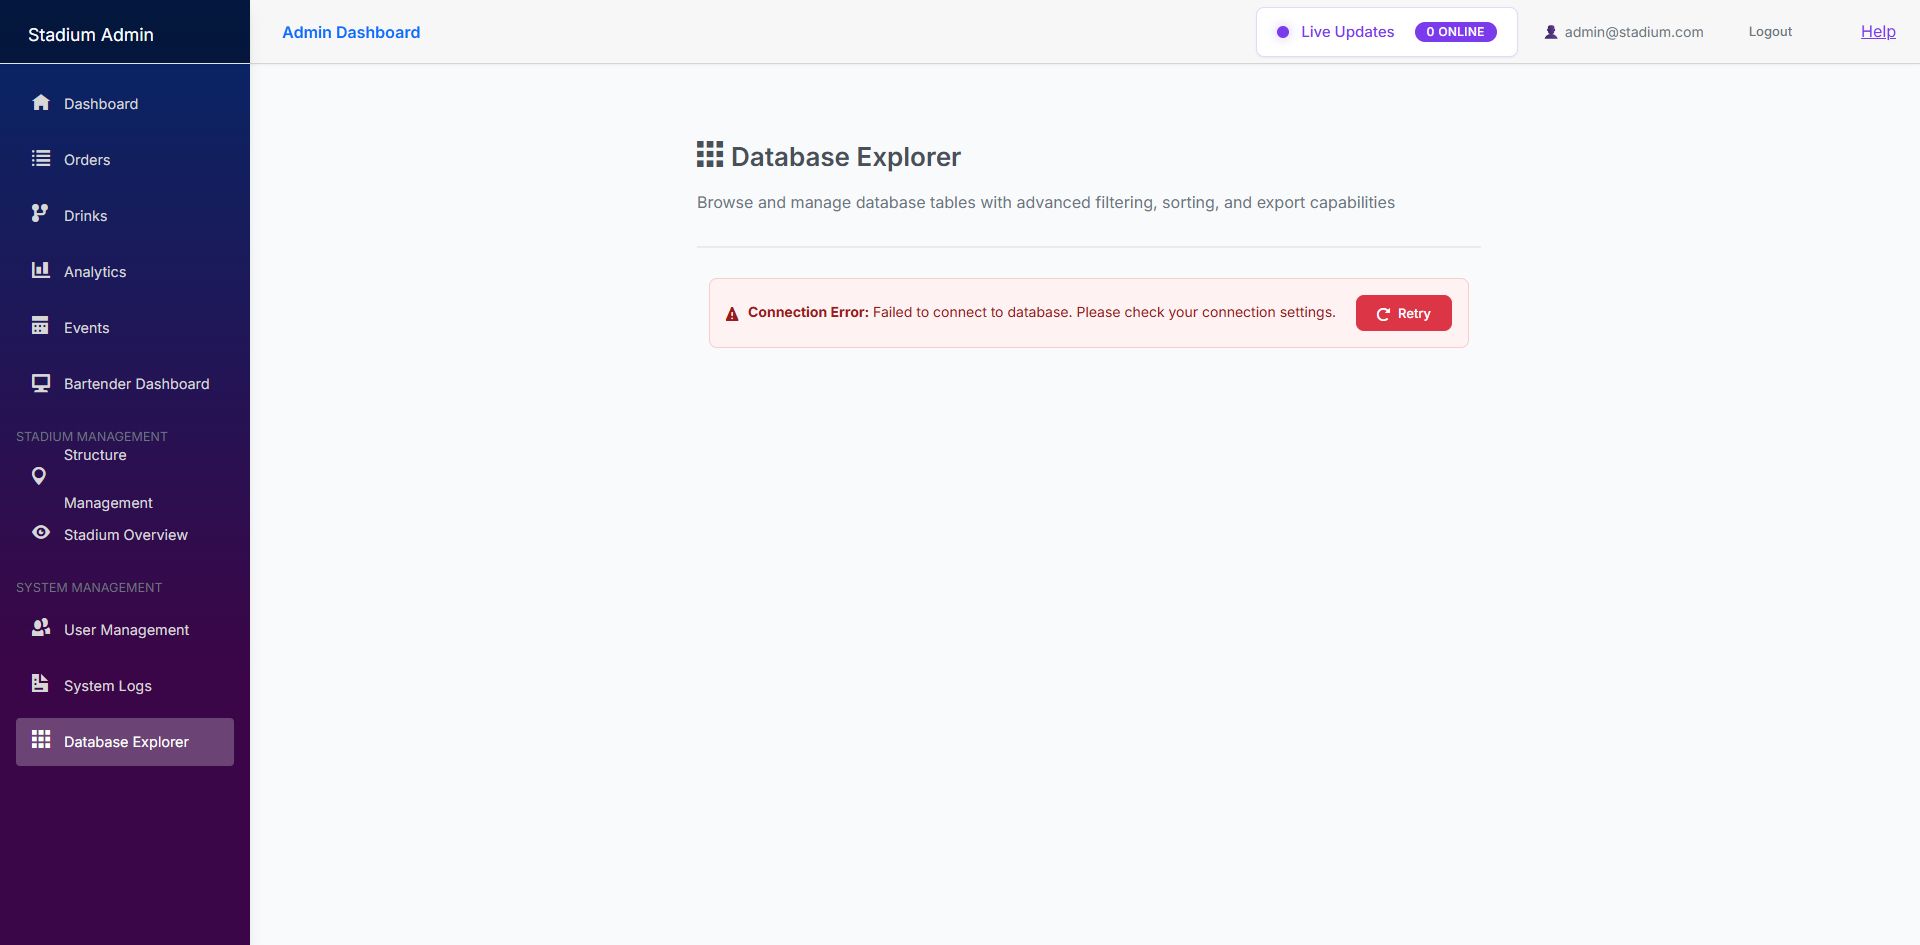 Stadium Admin
Admin Dashboard
Live Updates
0 ONLINE
admin@stadium.com
Logout
Help
Dashboard
Orders
Drinks
Analytics
Events
Bartender Dashboard
STADIUM MANAGEMENT
Structure
Management
Stadium Overview
SYSTEM MANAGEMENT
User Management
System Logs
Database Explorer
Database Explorer
Browse and manage database tables with advanced filtering, sorting, and export capabilities
Connection Error: Failed to connect to database. Please check your connection settings.
Retry